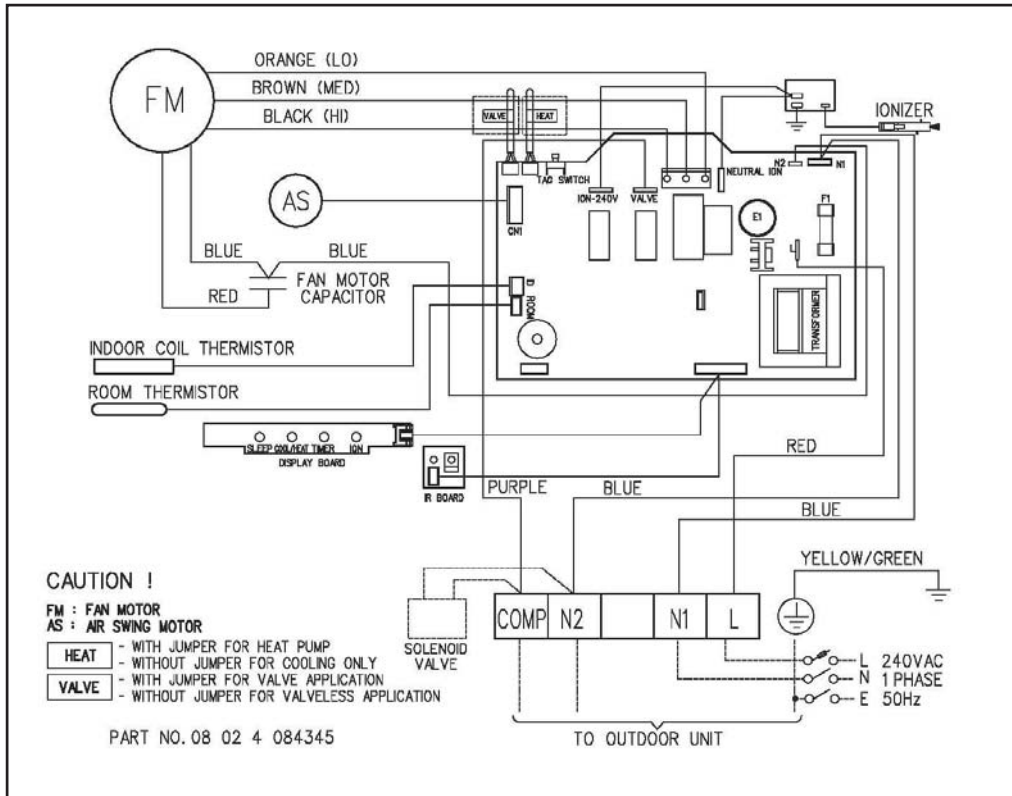 ORANGE (LO)
BROWN (MED)
BLACK (HI)
FM
VALVE
HEAT
IONIZER
N2
N1
TAC SWITCH
NEUTRAL ION
AS
ION-240V
VALVE
E1
F1
CN1
BLUE
BLUE
FAN MOTOR
CAPACITOR
RED
ROOM
TRANSFORMER
INDOOR COIL THERMISTOR
ROOM THERMISTOR
SLEEP COOL/HEAT TIMER ION
DISPLAY BOARD
IR BOARD
RED
PURPLE
BLUE
BLUE
YELLOW/GREEN
CAUTION !
FM : FAN MOTOR
AS : AIR SWING MOTOR
HEAT
- WITH JUMPER FOR HEAT PUMP
- WITHOUT JUMPER FOR COOLING ONLY
VALVE
- WITH JUMPER FOR VALVE APPLICATION
- WITHOUT JUMPER FOR VALVELESS APPLICATION
SOLENOID
VALVE
COMP N2 N1 L
L 240VAC
N 1 PHASE
E 50Hz
TO OUTDOOR UNIT
PART NO. 08 02 4 084345